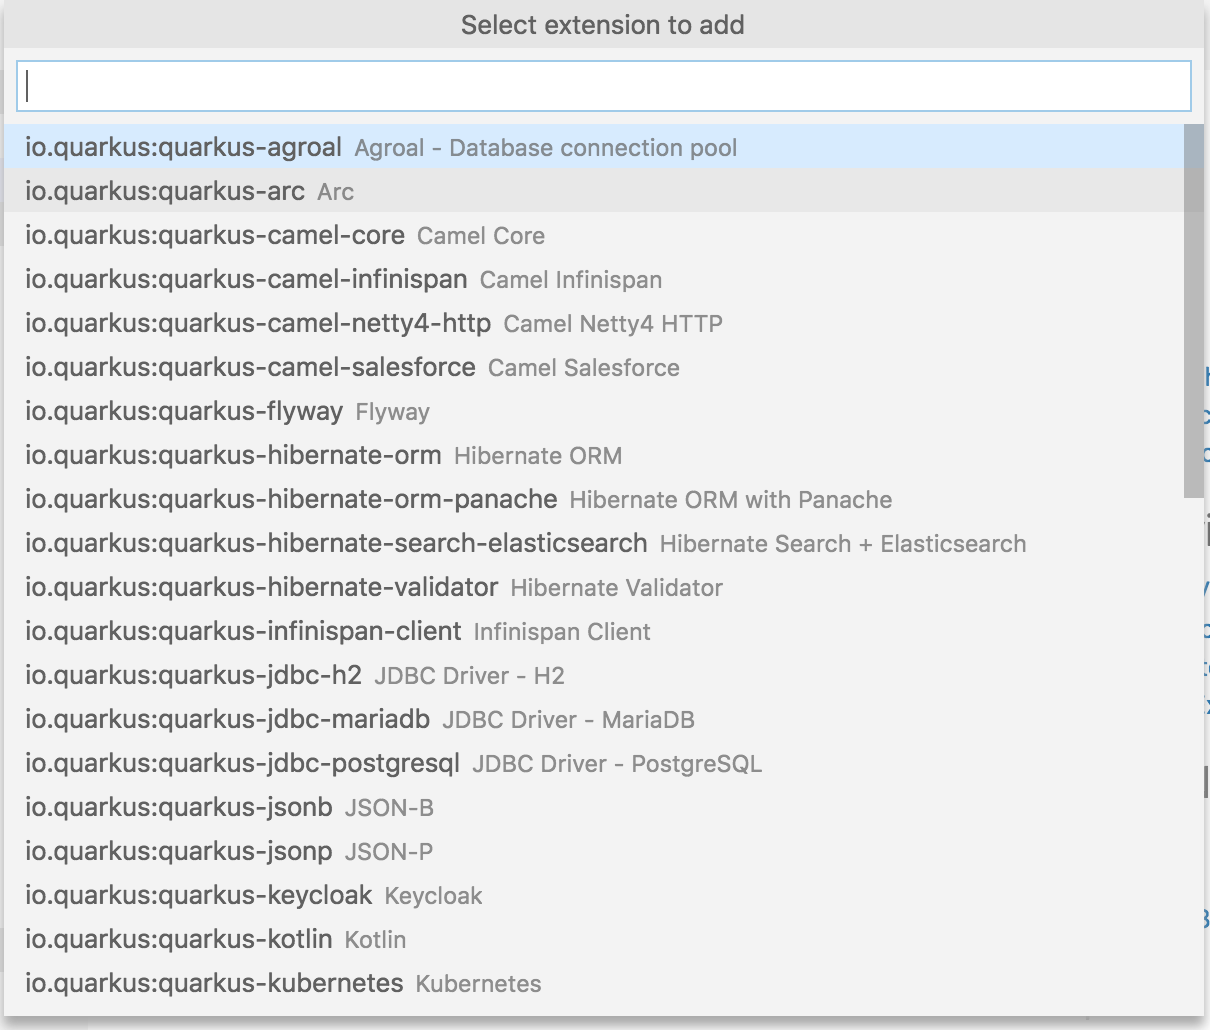 Select extension to add
io.quarkus:quarkus-agroal Agroal - Database connection pool
io.quarkus:quarkus-arc Arc
io.quarkus:quarkus-camel-core Camel Core
io.quarkus:quarkus-camel-infinispan Camel Infinispan
io.quarkus:quarkus-camel-netty4-http Camel Netty4 HTTP
io.quarkus:quarkus-camel-salesforce Camel Salesforce
io.quarkus:quarkus-flyway Flyway
io.quarkus:quarkus-hibernate-orm Hibernate ORM
io.quarkus:quarkus-hibernate-orm-panache Hibernate ORM with Panache
io.quarkus:quarkus-hibernate-search-elasticsearch Hibernate Search + Elasticsearch
io.quarkus:quarkus-hibernate-validator Hibernate Validator
io.quarkus:quarkus-infinispan-client Infinispan Client
io.quarkus:quarkus-jdbc-h2 JDBC Driver - H2
io.quarkus:quarkus-jdbc-mariadb JDBC Driver - MariaDB
io.quarkus:quarkus-jdbc-postgresql JDBC Driver - PostgreSQL
io.quarkus:quarkus-jsonb JSON-B
io.quarkus:quarkus-jsonp JSON-P
io.quarkus:quarkus-keycloak Keycloak
io.quarkus:quarkus-kotlin Kotlin
io.quarkus:quarkus-kubernetes Kubernetes